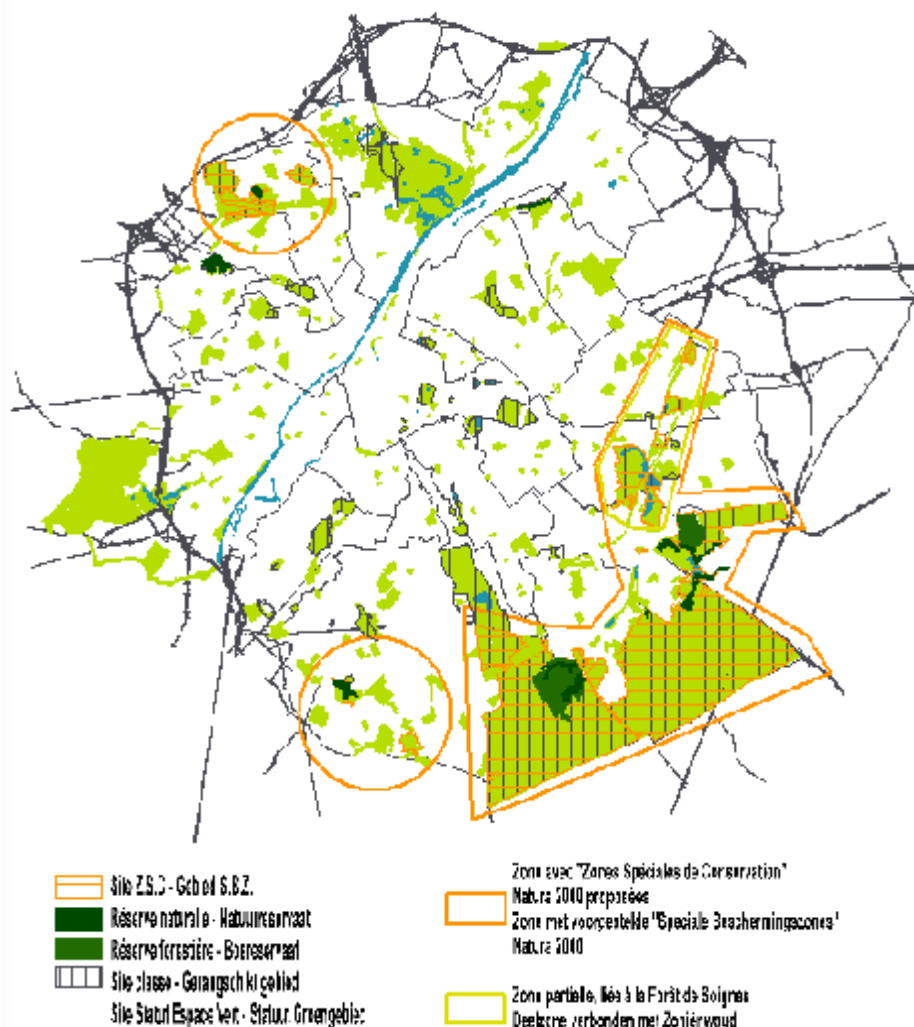 Site Z.S.C - Gebied S.B.Z.
Réserve naturelle - Natuurreservaat
Réserve forestière - Bosreservaat
Site classe - Gerangschikt gebied
Site Statut Espace Vert - Statuut Groengebied
Zone avec "Zones Spéciales de Conservation"
Natura 2000 proposées
Zone met voorgestelde "Speciale Beschermingszones"
Natura 2000
Zone partielle, liée à la Forêt de Soignes
Deelzone verbonden met Zoniënwoud